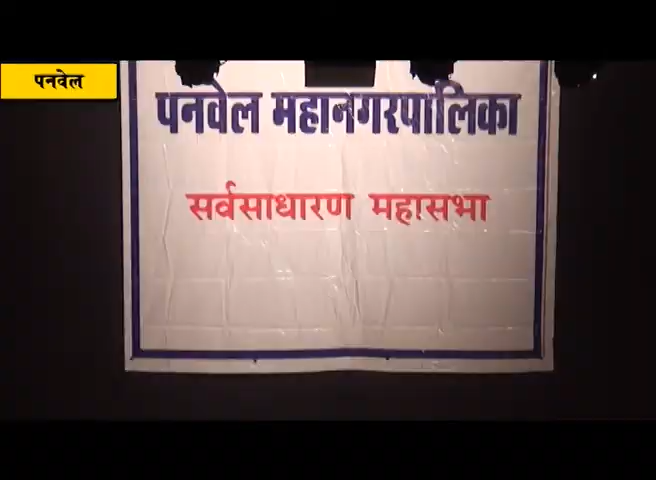 पनवेल
पनवेल महानगरपालिका
सर्वसाधारण महासभा